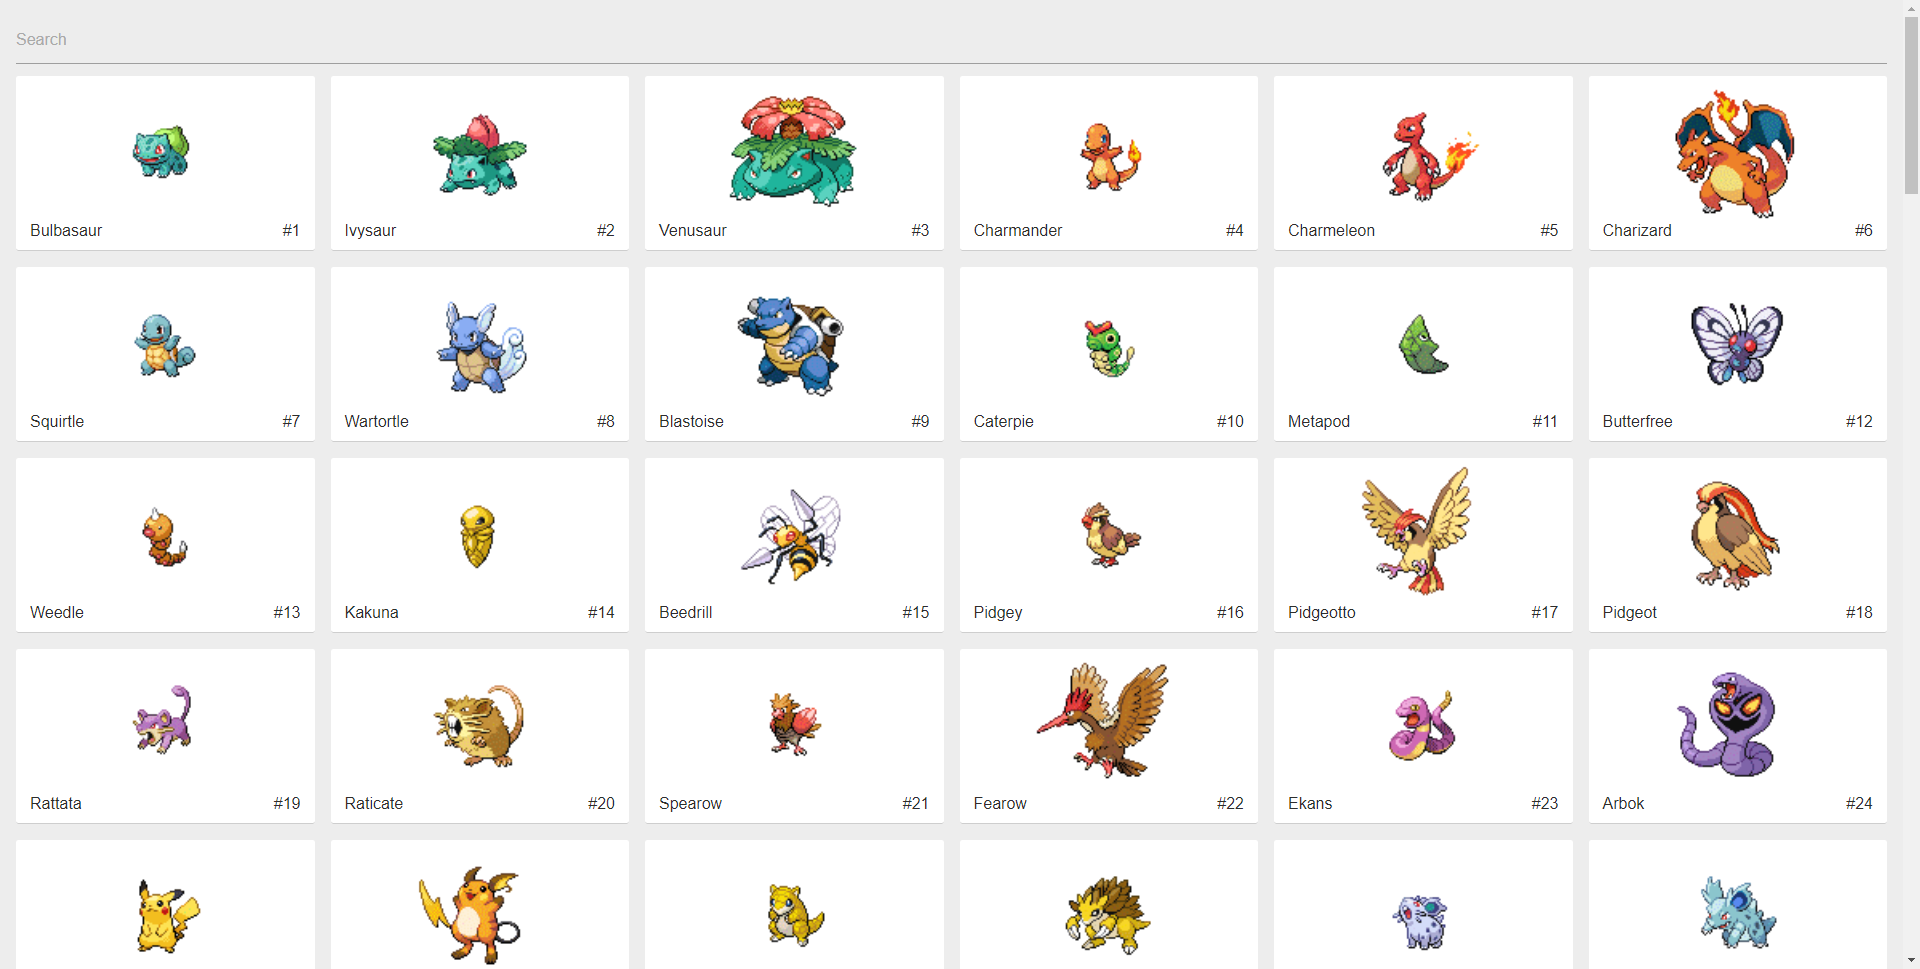 Search
Bulbasaur #1
Ivysaur #2
Venusaur #3
Charmander #4
Charmeleon #5
Charizard #6
Squirtle #7
Wartortle #8
Blastoise #9
Caterpie #10
Metapod #11
Butterfree #12
Weedle #13
Kakuna #14
Beedrill #15
Pidgey #16
Pidgeotto #17
Pidgeot #18
Rattata #19
Raticate #20
Spearow #21
Fearow #22
Ekans #23
Arbok #24